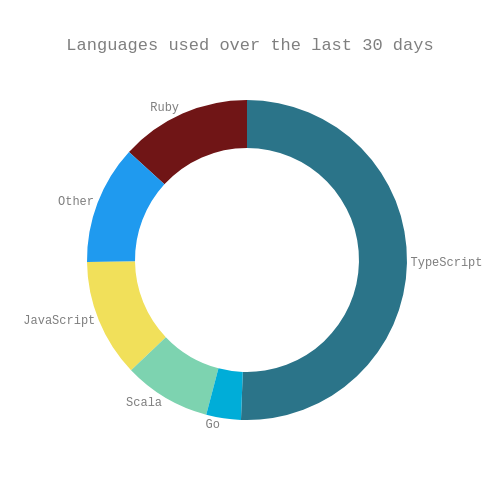 Languages used over the last 30 days
Ruby
Other
TypeScript
JavaScript
Scala
Go